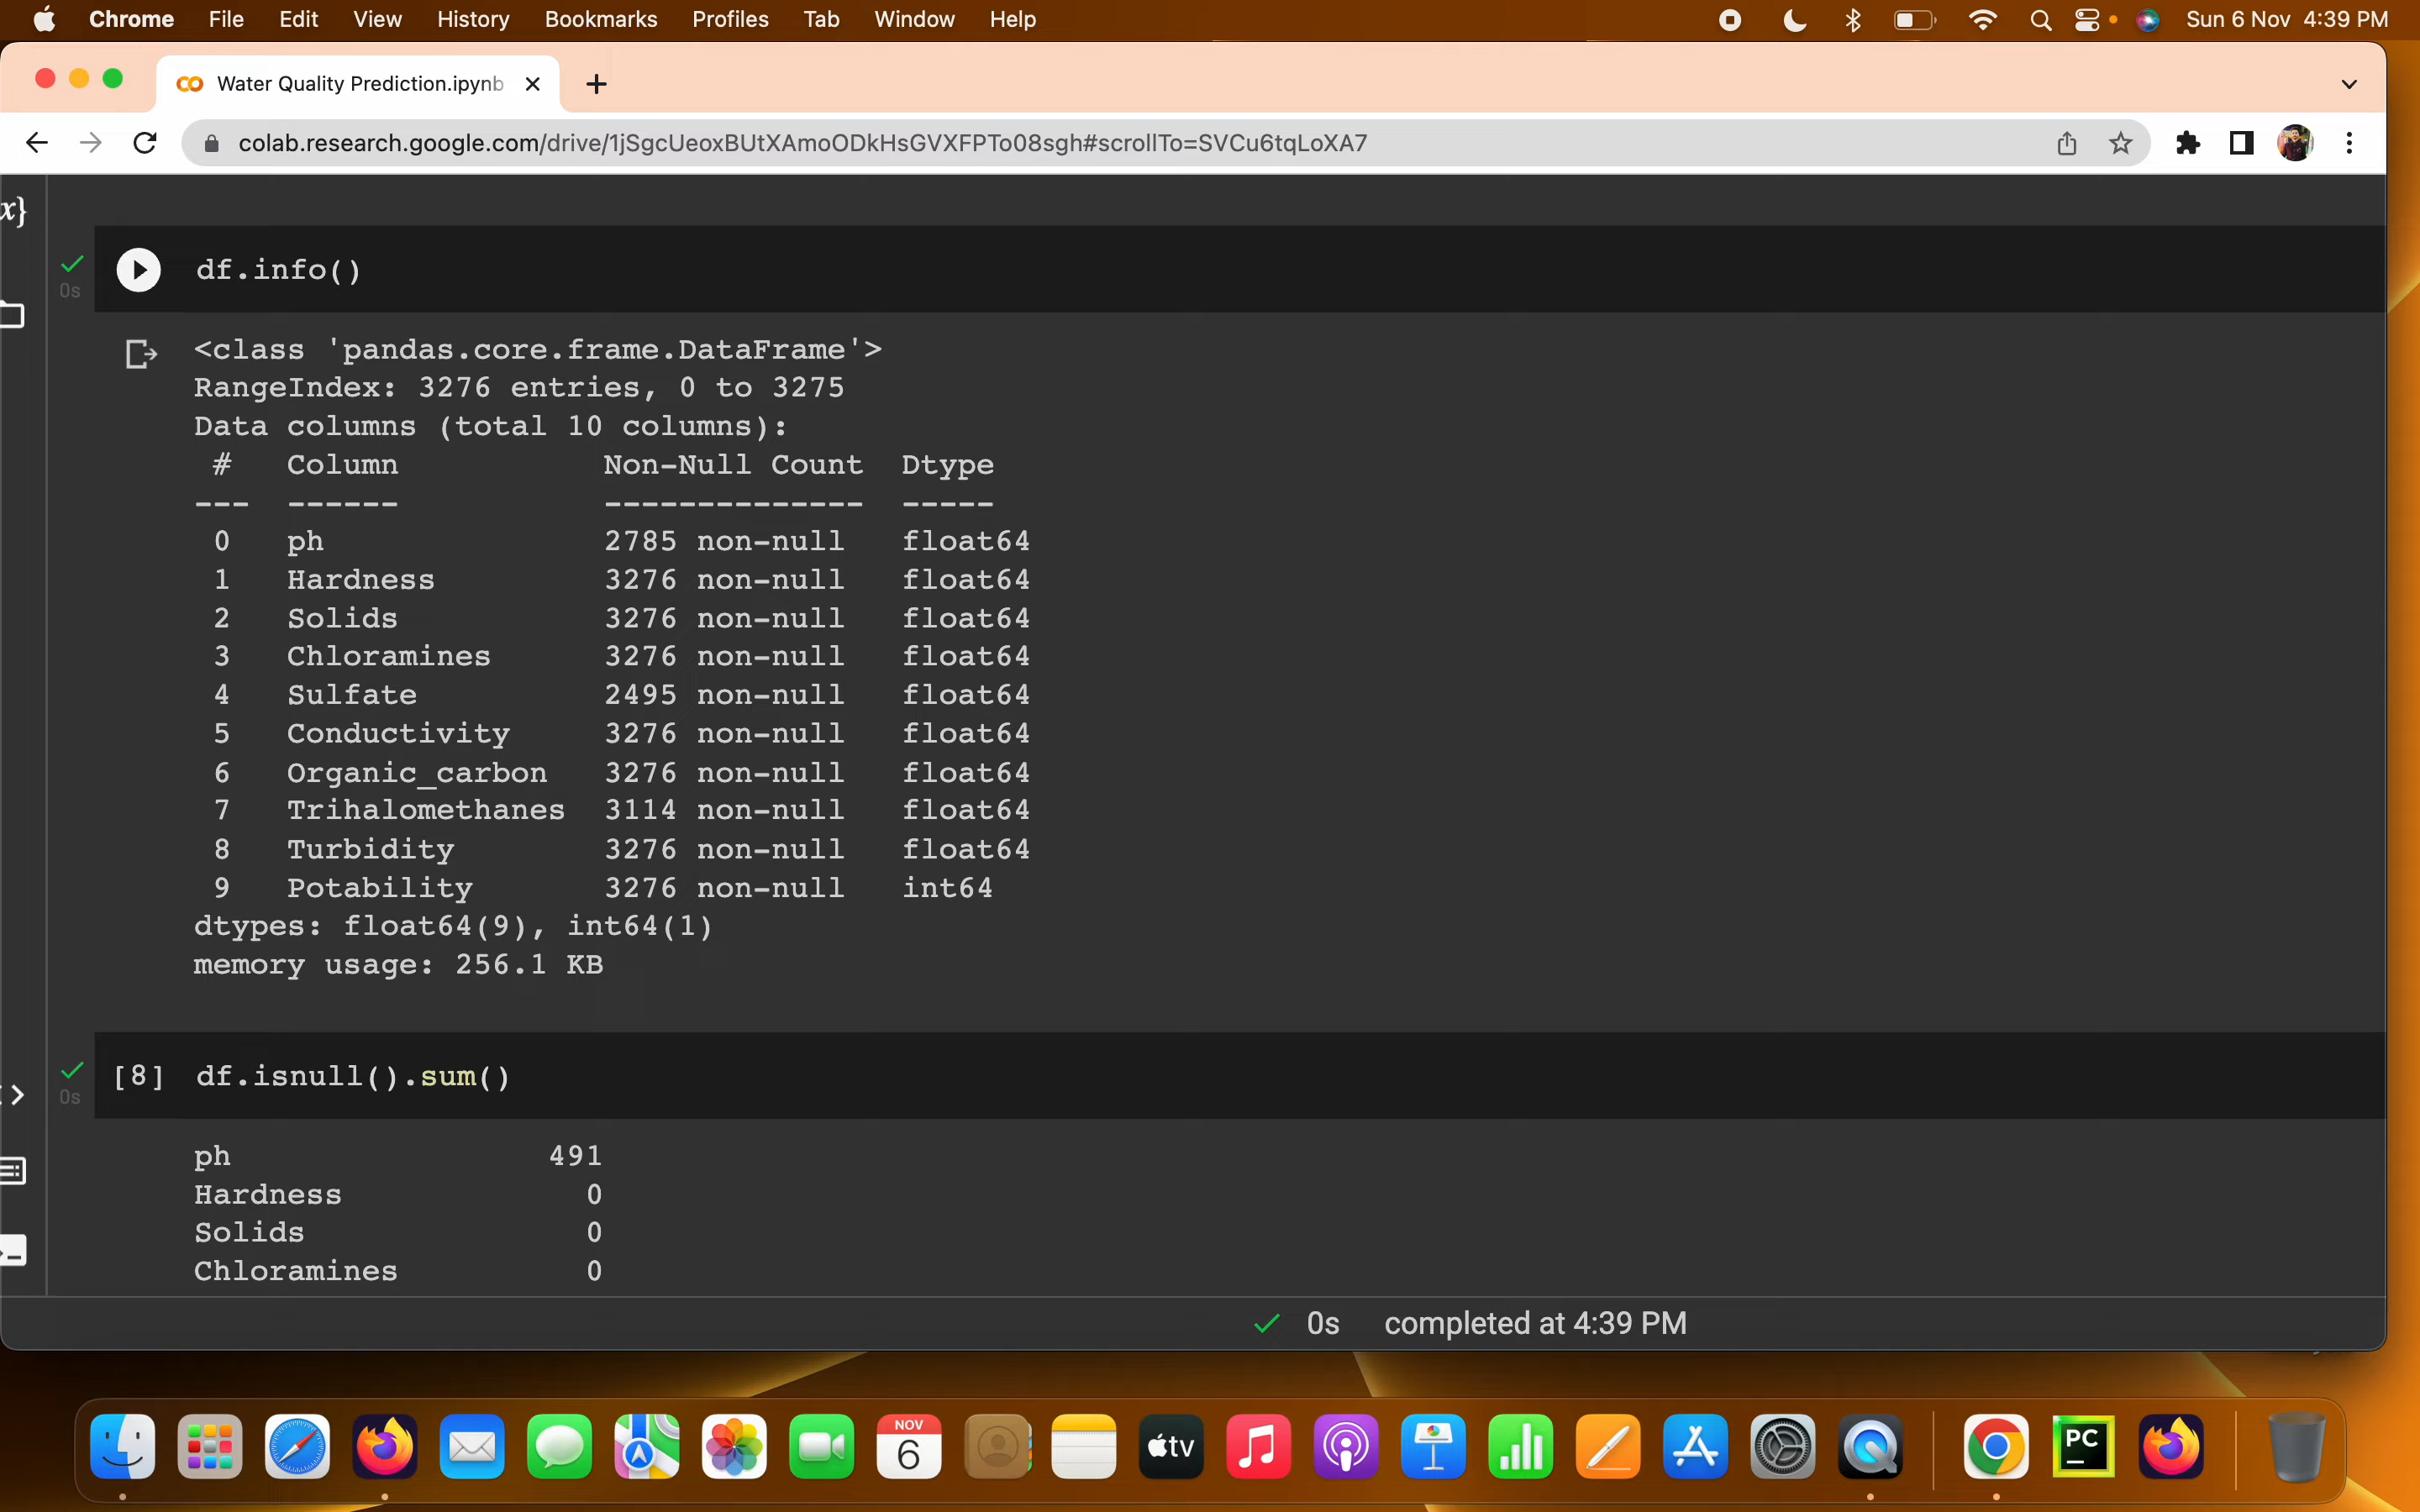 Chrome File Edit View History Bookmarks Profiles Tab Window Help Sun 6 Nov 4:39 PM
Water Quality Prediction.ipynb
colab.research.google.com/drive/1jSgcUeoxBUtXAmoODkHsGVXFPTo08sgh#scrollTo=SVCu6tqLoXA7
x}
df.info()
0s
<class 'pandas.core.frame.DataFrame'>
RangeIndex: 3276 entries, 0 to 3275
Data columns (total 10 columns):
# Column Non-Null Count Dtype
--- ------ -------------- -----
0 ph 2785 non-null float64
1 Hardness 3276 non-null float64
2 Solids 3276 non-null float64
3 Chloramines 3276 non-null float64
4 Sulfate 2495 non-null float64
5 Conductivity 3276 non-null float64
6 Organic_carbon 3276 non-null float64
7 Trihalomethanes 3114 non-null float64
8 Turbidity 3276 non-null float64
9 Potability 3276 non-null int64
dtypes: float64(9), int64(1)
memory usage: 256.1 KB
[8] df.isnull().sum()
0s
ph 491
Hardness 0
Solids 0
Chloramines 0
0s completed at 4:39 PM
NOV
6
tv
PC